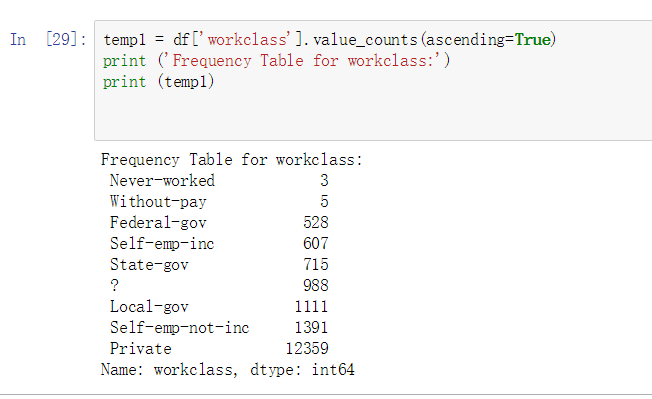 In [29]: temp1 = df['workclass'].value_counts(ascending=True)
print ('Frequency Table for workclass:')
print (temp1)
Frequency Table for workclass:
Never-worked 3
Without-pay 5
Federal-gov 528
Self-emp-inc 607
State-gov 715
? 988
Local-gov 1111
Self-emp-not-inc 1391
Private 12359
Name: workclass, dtype: int64